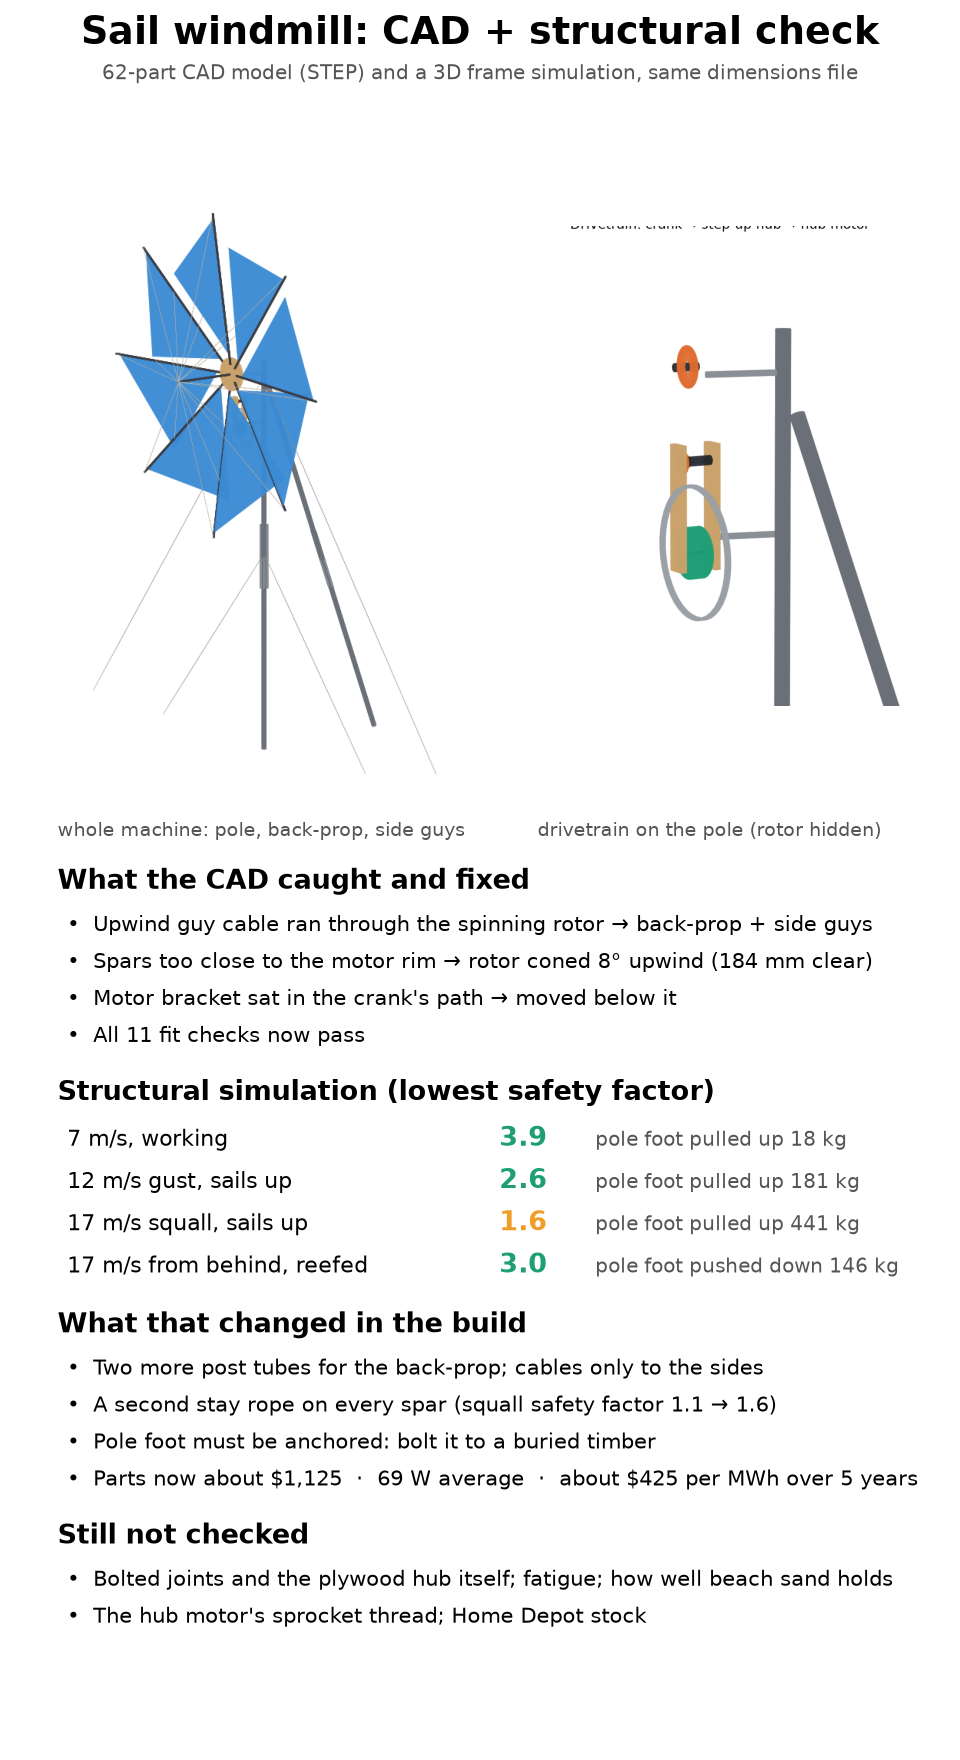 Sail windmill: CAD + structural check
62-part CAD model (STEP) and a 3D frame simulation, same dimensions file
Drivetrain: crank → step-up hub → hub motor
whole machine: pole, back-prop, side guys
drivetrain on the pole (rotor hidden)
What the CAD caught and fixed
• Upwind guy cable ran through the spinning rotor → back-prop + side guys
• Spars too close to the motor rim → rotor coned 8° upwind (184 mm clear)
• Motor bracket sat in the crank's path → moved below it
• All 11 fit checks now pass
Structural simulation (lowest safety factor)
7 m/s, working 3.9 pole foot pulled up 18 kg
12 m/s gust, sails up 2.6 pole foot pulled up 181 kg
17 m/s squall, sails up 1.6 pole foot pulled up 441 kg
17 m/s from behind, reefed 3.0 pole foot pushed down 146 kg
What that changed in the build
• Two more post tubes for the back-prop; cables only to the sides
• A second stay rope on every spar (squall safety factor 1.1 → 1.6)
• Pole foot must be anchored: bolt it to a buried timber
• Parts now about $1,125 · 69 W average · about $425 per MWh over 5 years
Still not checked
• Bolted joints and the plywood hub itself; fatigue; how well beach sand holds
• The hub motor's sprocket thread; Home Depot stock